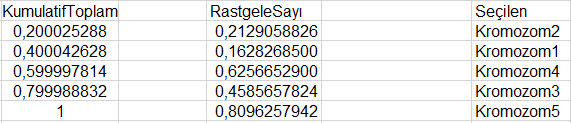 KumulatifToplam RastgeleSayı Seçilen
0,200025288 0,2129058826 Kromozom2
0,400042628 0,1628268500 Kromozom1
0,599997814 0,6256652900 Kromozom4
0,799988832 0,4585657824 Kromozom3
1 0,8096257942 Kromozom5